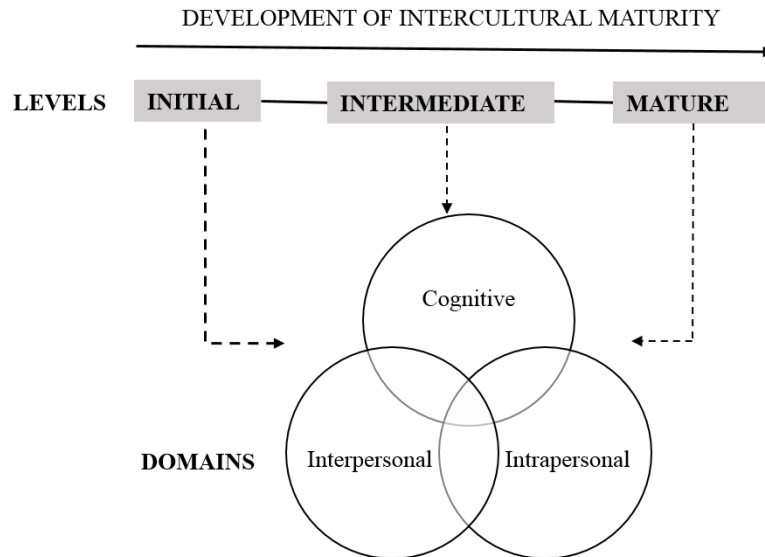 DEVELOPMENT OF INTERCULTURAL MATURITY
LEVELS INITIAL INTERMEDIATE MATURE
Cognitive
DOMAINS Interpersonal Intrapersonal